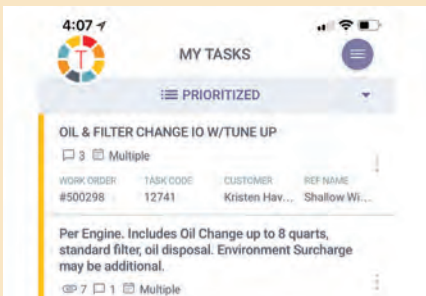 4:07
T
MY TASKS
PRIORITIZED
OIL & FILTER CHANGE IO W/TUNE UP
3 Multiple
WORK ORDER TASK CODE CUSTOMER REF NAME
#500298 12741 Kristen Hav... Shallow Wi...
Per Engine. Includes Oil Change up to 8 quarts,
standard filter, oil disposal. Environment Surcharge
may be additional.
7 1 Multiple